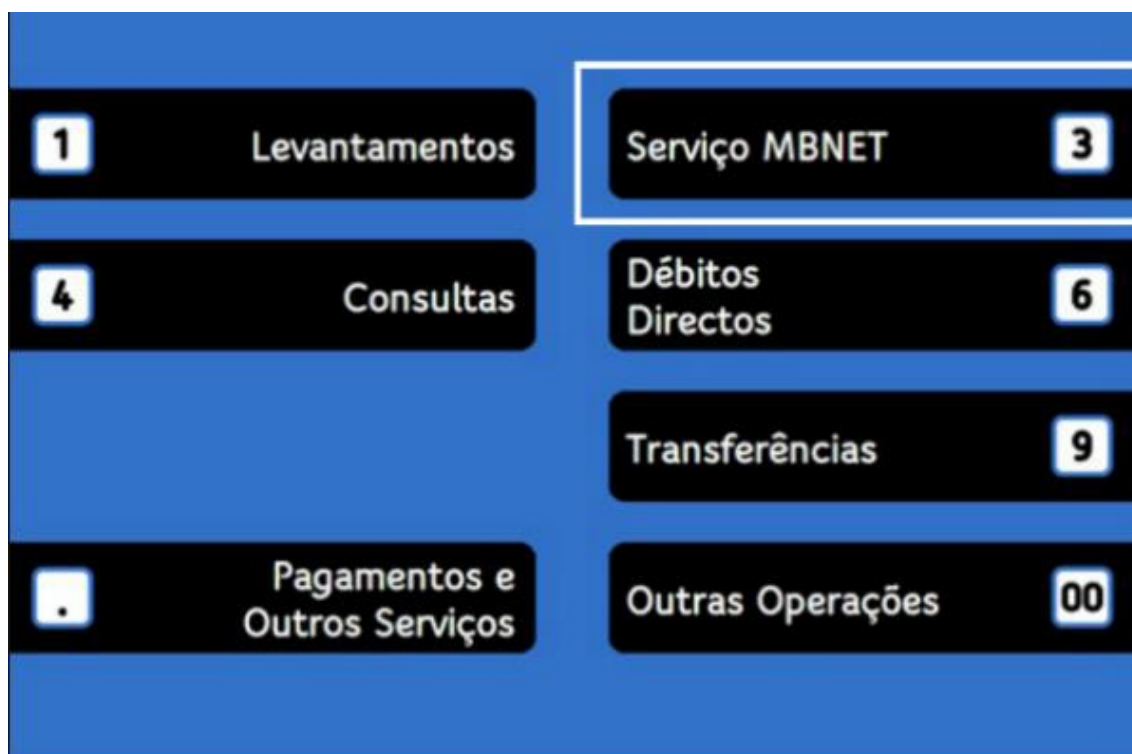 1 Levantamentos
Serviço MBNET 3
4 Consultas
Débitos
Directos 6
Transferências 9
. Pagamentos e
Outros Serviços
Outras Operações 00